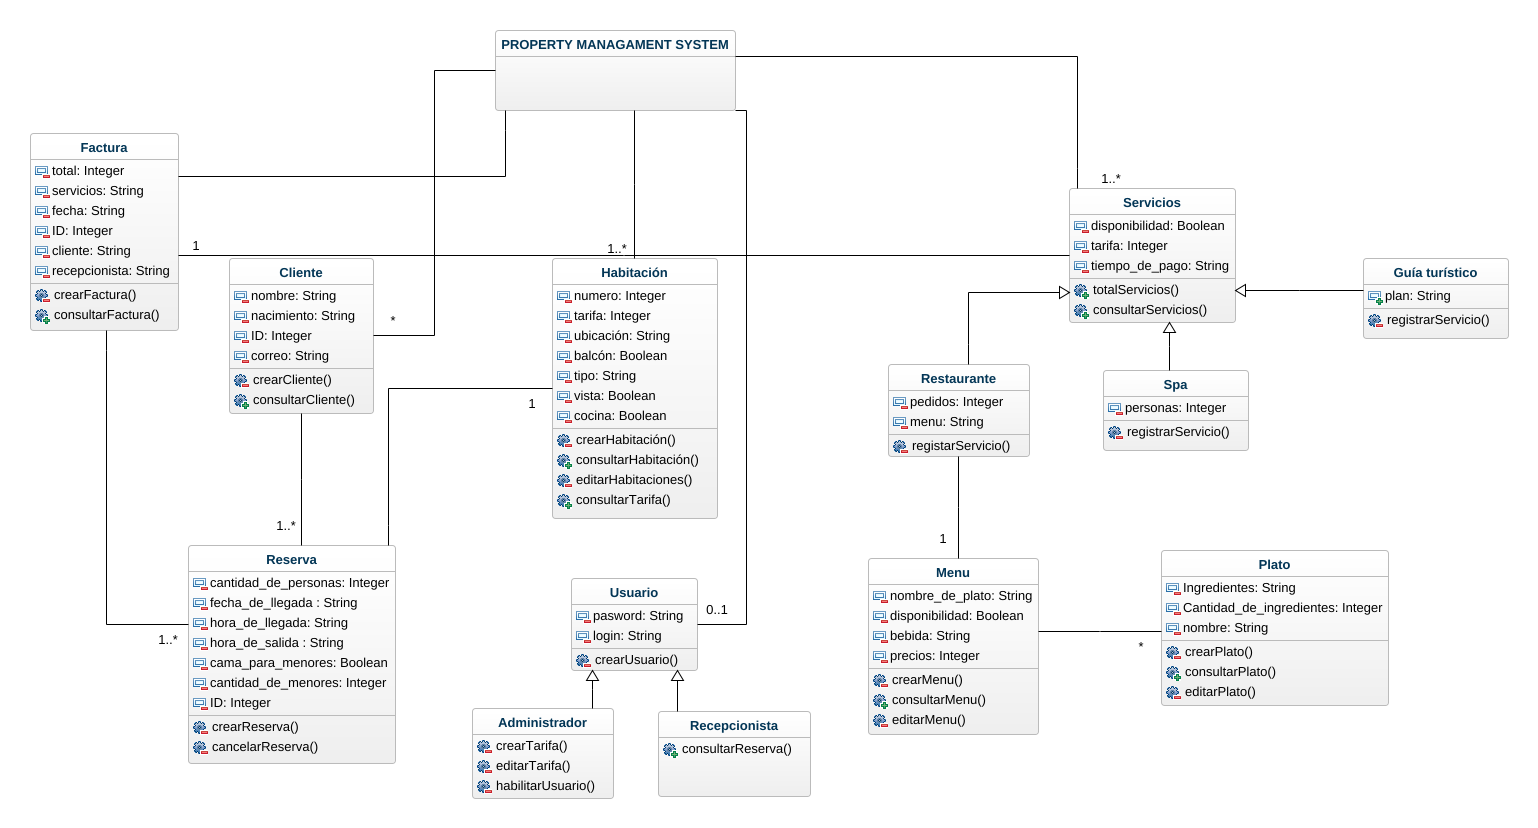 PROPERTY MANAGAMENT SYSTEM
Factura
total: Integer
servicios: String
fecha: String
ID: Integer
cliente: String
recepcionista: String
crearFactura()
consultarFactura()
1
1..*
1..*
Servicios
disponibilidad: Boolean
tarifa: Integer
tiempo_de_pago: String
totalServicios()
consultarServicios()
Guía turístico
plan: String
registrarServicio()
Cliente
nombre: String
nacimiento: String
ID: Integer
correo: String
crearCliente()
consultarCliente()
*
Habitación
numero: Integer
tarifa: Integer
ubicación: String
balcón: Boolean
tipo: String
vista: Boolean
cocina: Boolean
crearHabitación()
consultarHabitación()
editarHabitaciones()
consultarTarifa()
1
Restaurante
pedidos: Integer
menu: String
registarServicio()
Spa
personas: Integer
registrarServicio()
1..*
1
1..*
Reserva
cantidad_de_personas: Integer
fecha_de_llegada : String
hora_de_llegada: String
hora_de_salida : String
cama_para_menores: Boolean
cantidad_de_menores: Integer
ID: Integer
crearReserva()
cancelarReserva()
Usuario
pasword: String
login: String
crearUsuario()
0..1
Administrador
crearTarifa()
editarTarifa()
habilitarUsuario()
Recepcionista
consultarReserva()
Menu
nombre_de_plato: String
disponibilidad: Boolean
bebida: String
precios: Integer
crearMenu()
consultarMenu()
editarMenu()
*
Plato
Ingredientes: String
Cantidad_de_ingredientes: Integer
nombre: String
crearPlato()
consultarPlato()
editarPlato()